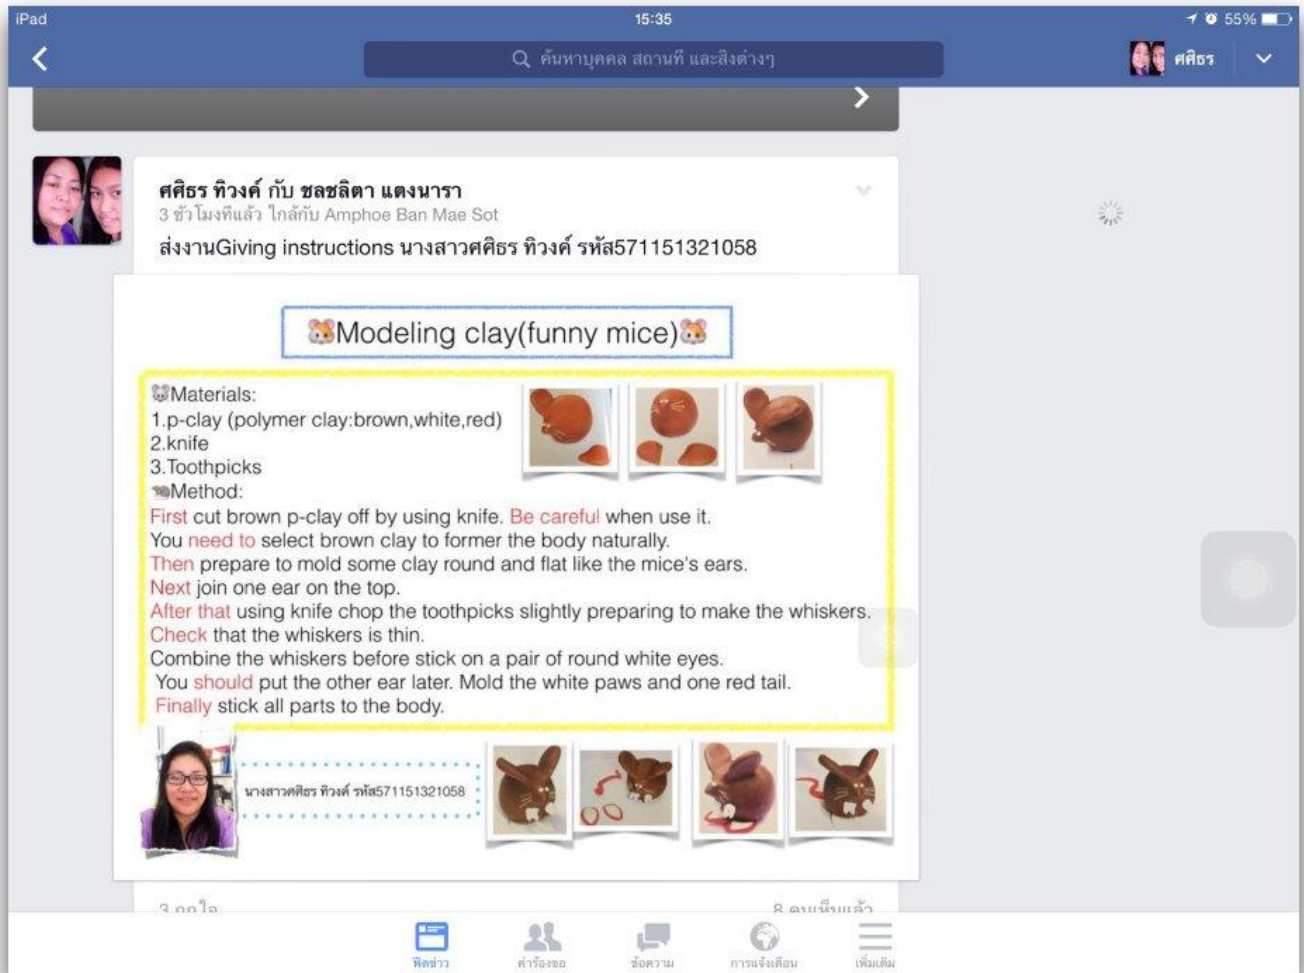 iPad 15:35 55%
ค้นหาบุคคล สถานที่ และสิ่งต่างๆ
ศศิธร
ศศิธร ทิวงค์ กับ ชลชลิตา แตงนารา
3 ชั่วโมงที่แล้ว ใกล้กับ Amphoe Ban Mae Sot
ส่งงานGiving instructions นางสาวศศิธร ทิวงค์ รหัส571151321058
🐹Modeling clay(funny mice)🐹
🐭Materials:
1.p-clay (polymer clay:brown,white,red)
2.knife
3.Toothpicks
🐀Method:
First cut brown p-clay off by using knife. Be careful when use it.
You need to select brown clay to former the body naturally.
Then prepare to mold some clay round and flat like the mice's ears.
Next join one ear on the top.
After that using knife chop the toothpicks slightly preparing to make the whiskers.
Check that the whiskers is thin.
Combine the whiskers before stick on a pair of round white eyes.
You should put the other ear later. Mold the white paws and one red tail.
Finally stick all parts to the body.
นางสาวศศิธร ทิวงค์ รหัส571151321058
3 ถูกใจ 8 คนเห็นแล้ว
ฟีดข่าว คำร้องขอ ข้อความ การแจ้งเตือน เพิ่มเติม